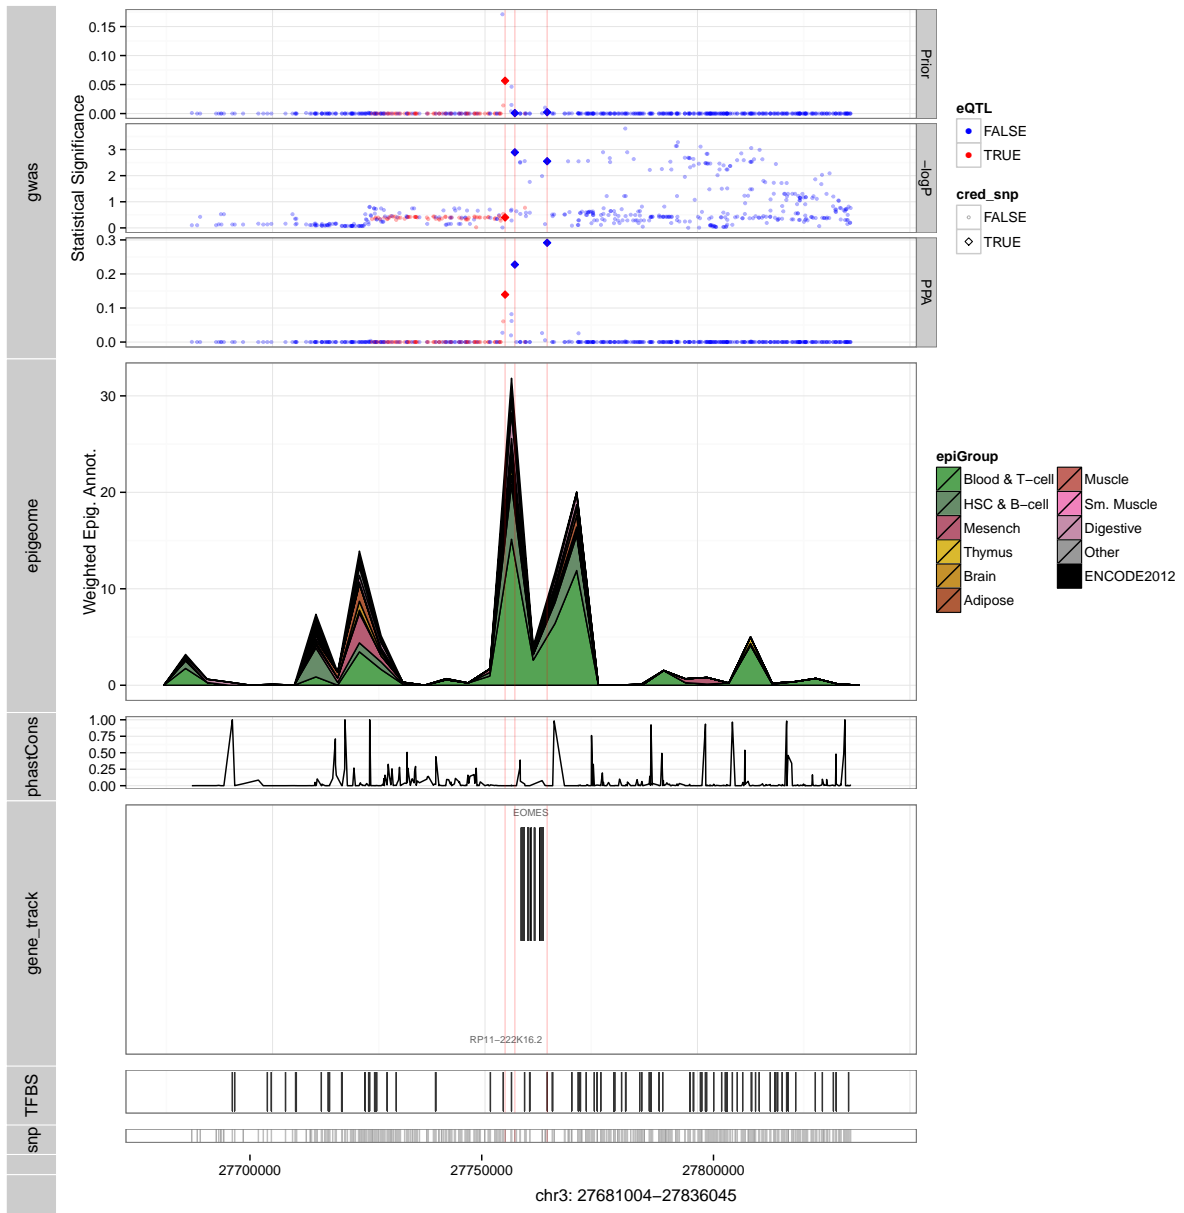 gwas
Statistical Significance
0.15
0.10
0.05
0.00
Prior
3
2
1
0
−logP
0.3
0.2
0.1
0.0
PPA
eQTL
FALSE
TRUE
cred_snp
FALSE
TRUE
epigeome
Weighted Epig. Annot.
30
20
10
0
epiGroup
Blood & T−cell
HSC & B−cell
Mesench
Thymus
Brain
Adipose
Muscle
Sm. Muscle
Digestive
Other
ENCODE2012
phastCons
1.00
0.75
0.50
0.25
0.00
gene_track
EOMES
RP11−222K16.2
TFBS
snp
27700000 27750000 27800000
chr3: 27681004−27836045